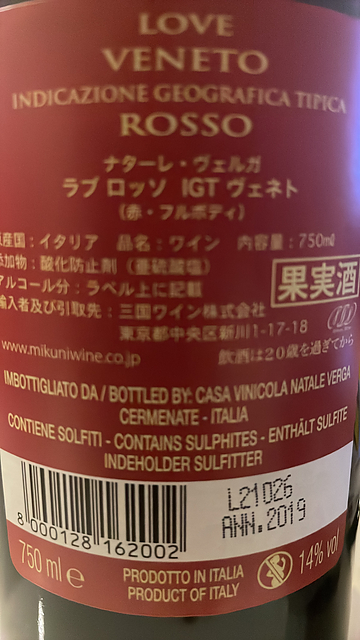 LOVE
VENETO
INDICAZIONE GEOGRAFICA TIPICA
ROSSO
ナターレ・ヴェルガ
ラブ ロッソ IGT ヴェネト
(赤・フルボディ)
産国：イタリア 品名：ワイン 内容量：750ml
添加物：酸化防止剤（亜硫酸塩）
アルコール分：ラベル上に記載
輸入者及び引取先：三国ワイン株式会社
東京都中央区新川1-17-18
果実酒
www.mikuniwine.co.jp
飲酒は20歳を過ぎてから
IMBOTTIGLIATO DA / BOTTLED BY: CASA VINICOLA NATALE VERGA
CERMENATE - ITALIA
CONTIENE SOLFITI - CONTAINS SULPHITES - ENTHÄLT SULFITE
INDEHOLDER SULFITTER
L21026
ANN.2019
8 000128 162002
750 ml e
PRODOTTO IN ITALIA
PRODUCT OF ITALY
14% vol